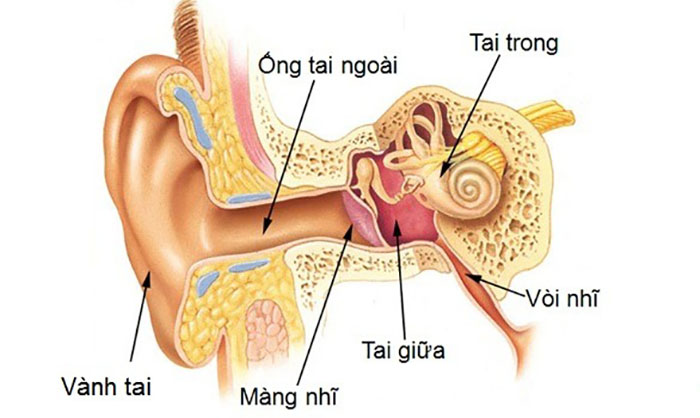 Tai trong
Ống tai ngoài
Vòi nhĩ
Tai giữa
Vành tai
Màng nhĩ